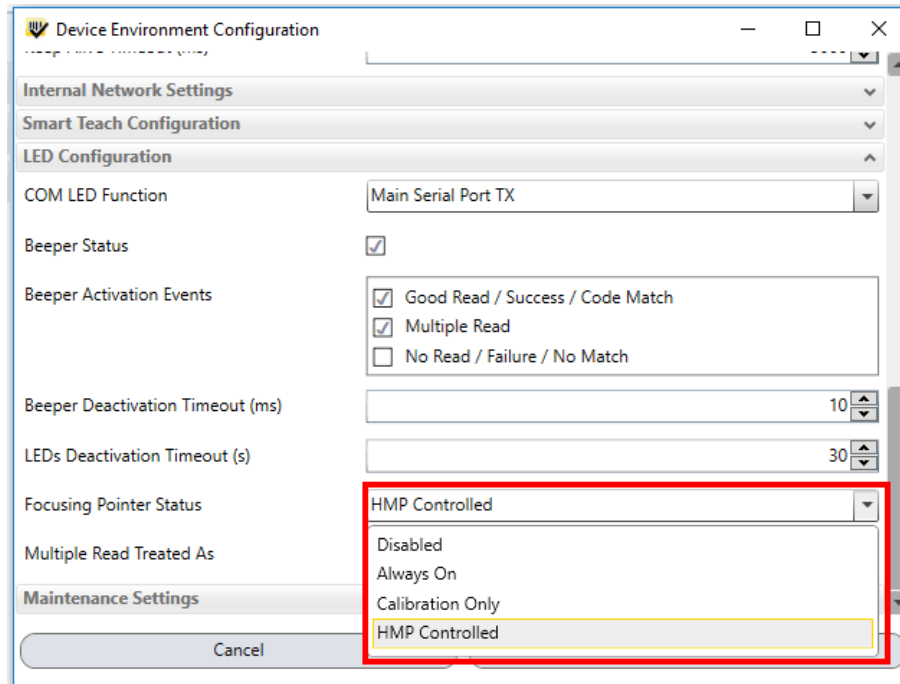 Device Environment Configuration
Internal Network Settings
Smart Teach Configuration
LED Configuration
COM LED Function
Main Serial Port TX
Beeper Status
Beeper Activation Events
Good Read / Success / Code Match
Multiple Read
No Read / Failure / No Match
Beeper Deactivation Timeout (ms)
10
LEDs Deactivation Timeout (s)
30
Focusing Pointer Status
HMP Controlled
Multiple Read Treated As
Disabled
Always On
Calibration Only
HMP Controlled
Maintenance Settings
Cancel